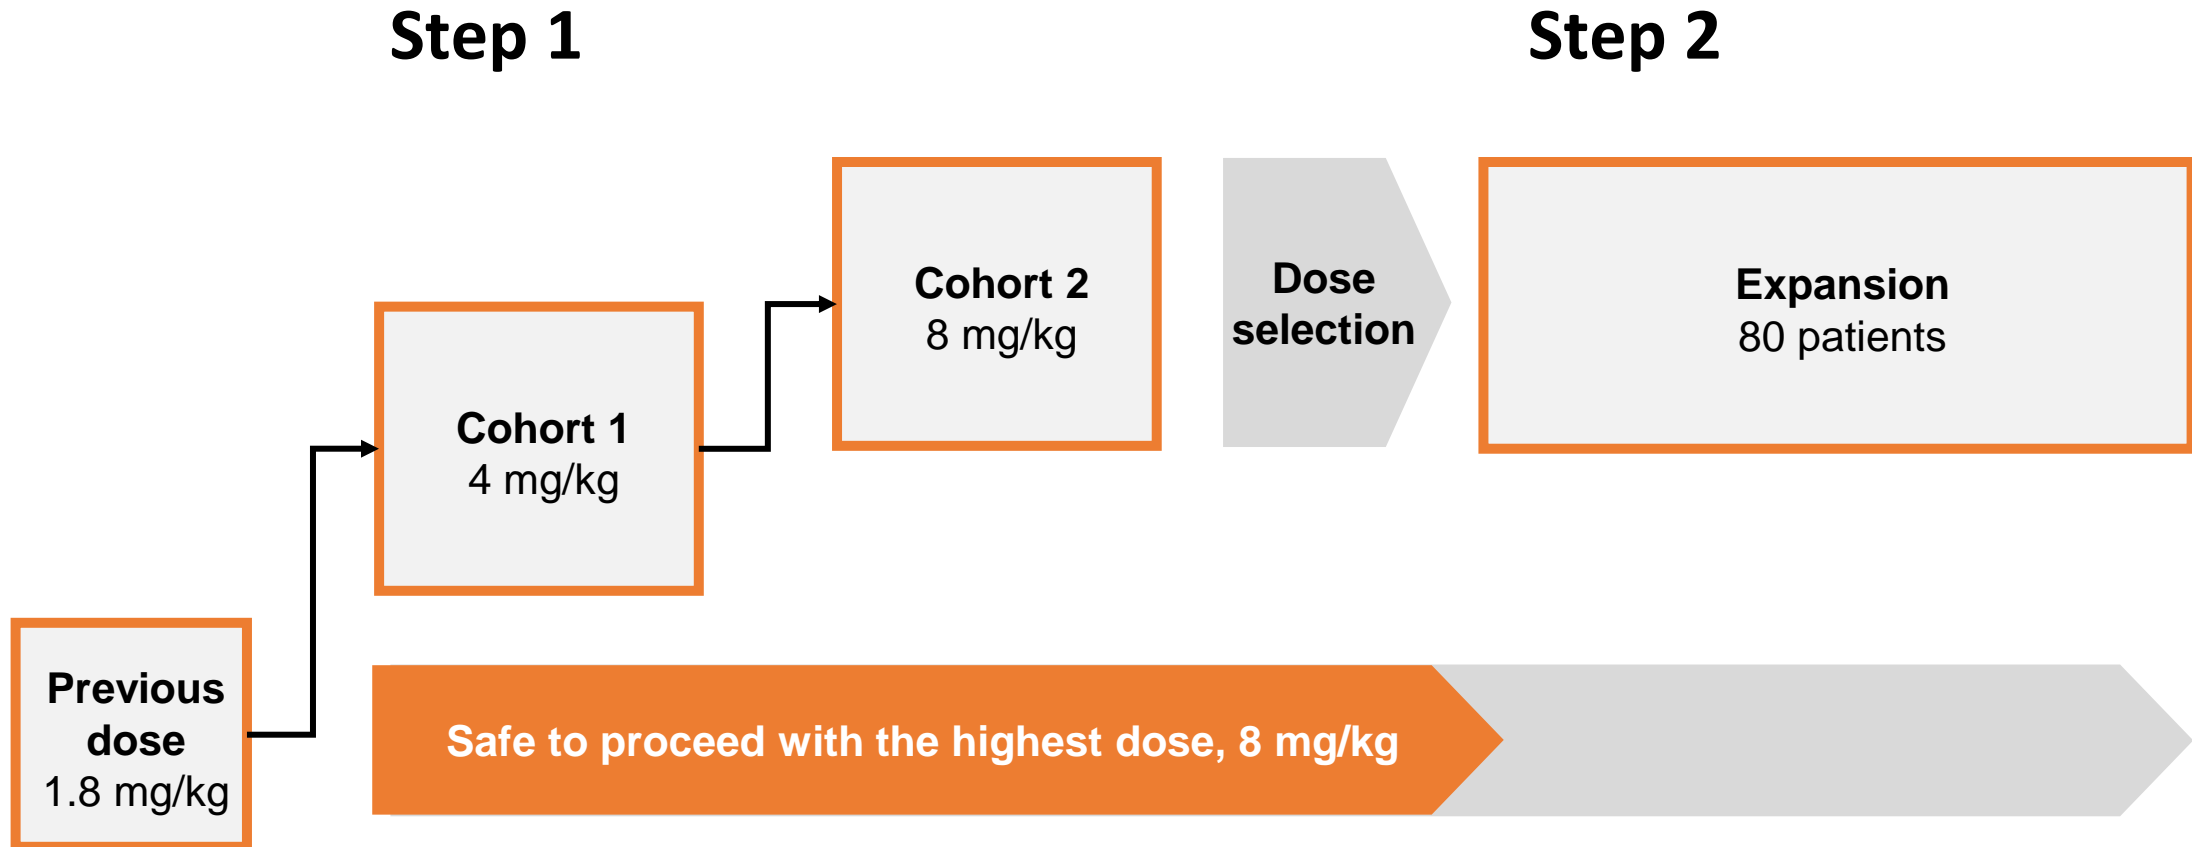 Step 1
Step 2
Cohort 2
8 mg/kg
Dose
selection
Expansion
80 patients
Cohort 1
4 mg/kg
Previous
dose
1.8 mg/kg
Safe to proceed with the highest dose, 8 mg/kg